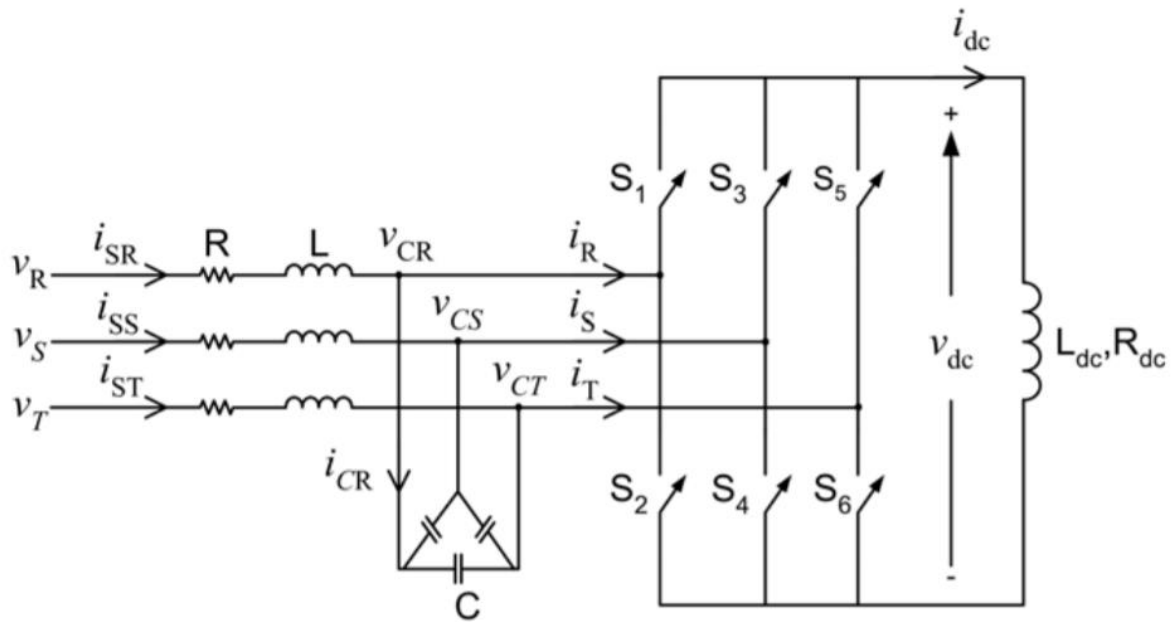 i_dc
+
S_1 S_3 S_5
i_SR R L v_CR i_R
v_R
i_SS v_CS i_S
v_S
v_dc L_dc,R_dc
i_ST v_CT i_T
v_T
i_CR S_2 S_4 S_6
-
C